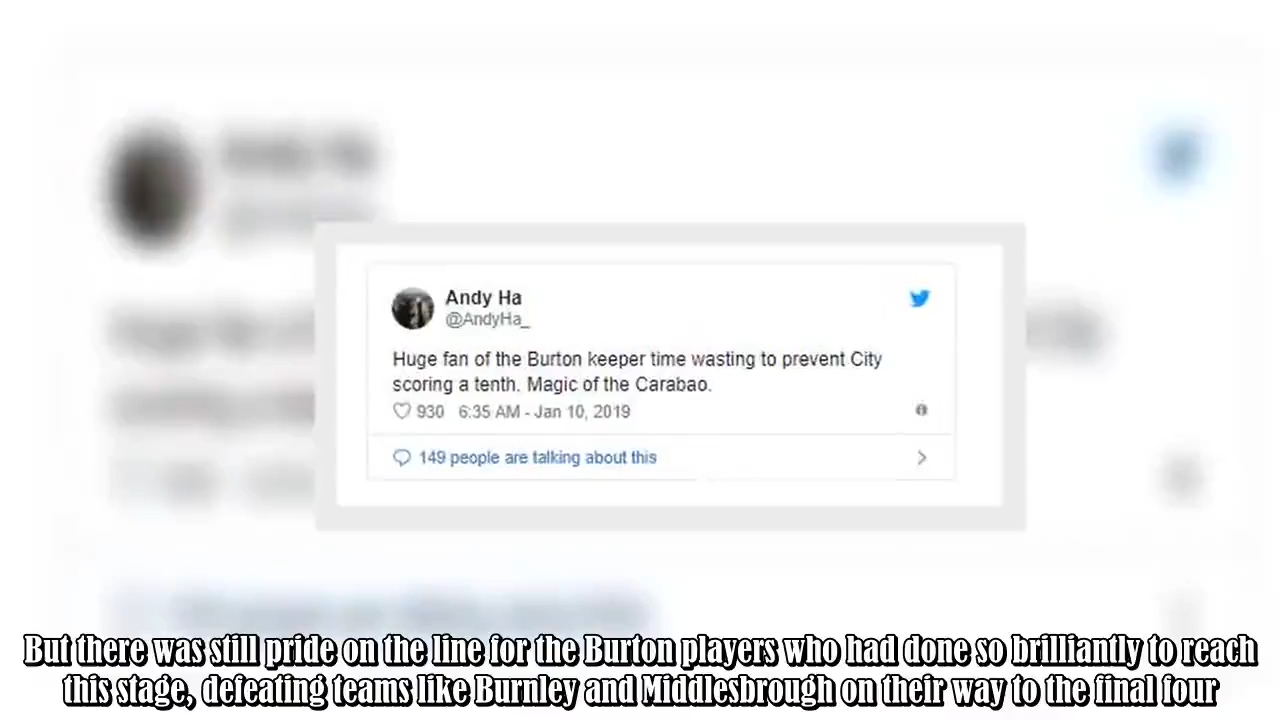 Andy Ha
@AndyHa_
Huge fan of the Burton keeper time wasting to prevent City
scoring a tenth. Magic of the Carabao.
930 6:35 AM - Jan 10, 2019
149 people are talking about this
But there was still pride on the line for the Burton players who had done so brilliantly to reach
this stage, defeating teams like Burnley and Middlesbrough on their way to the final four